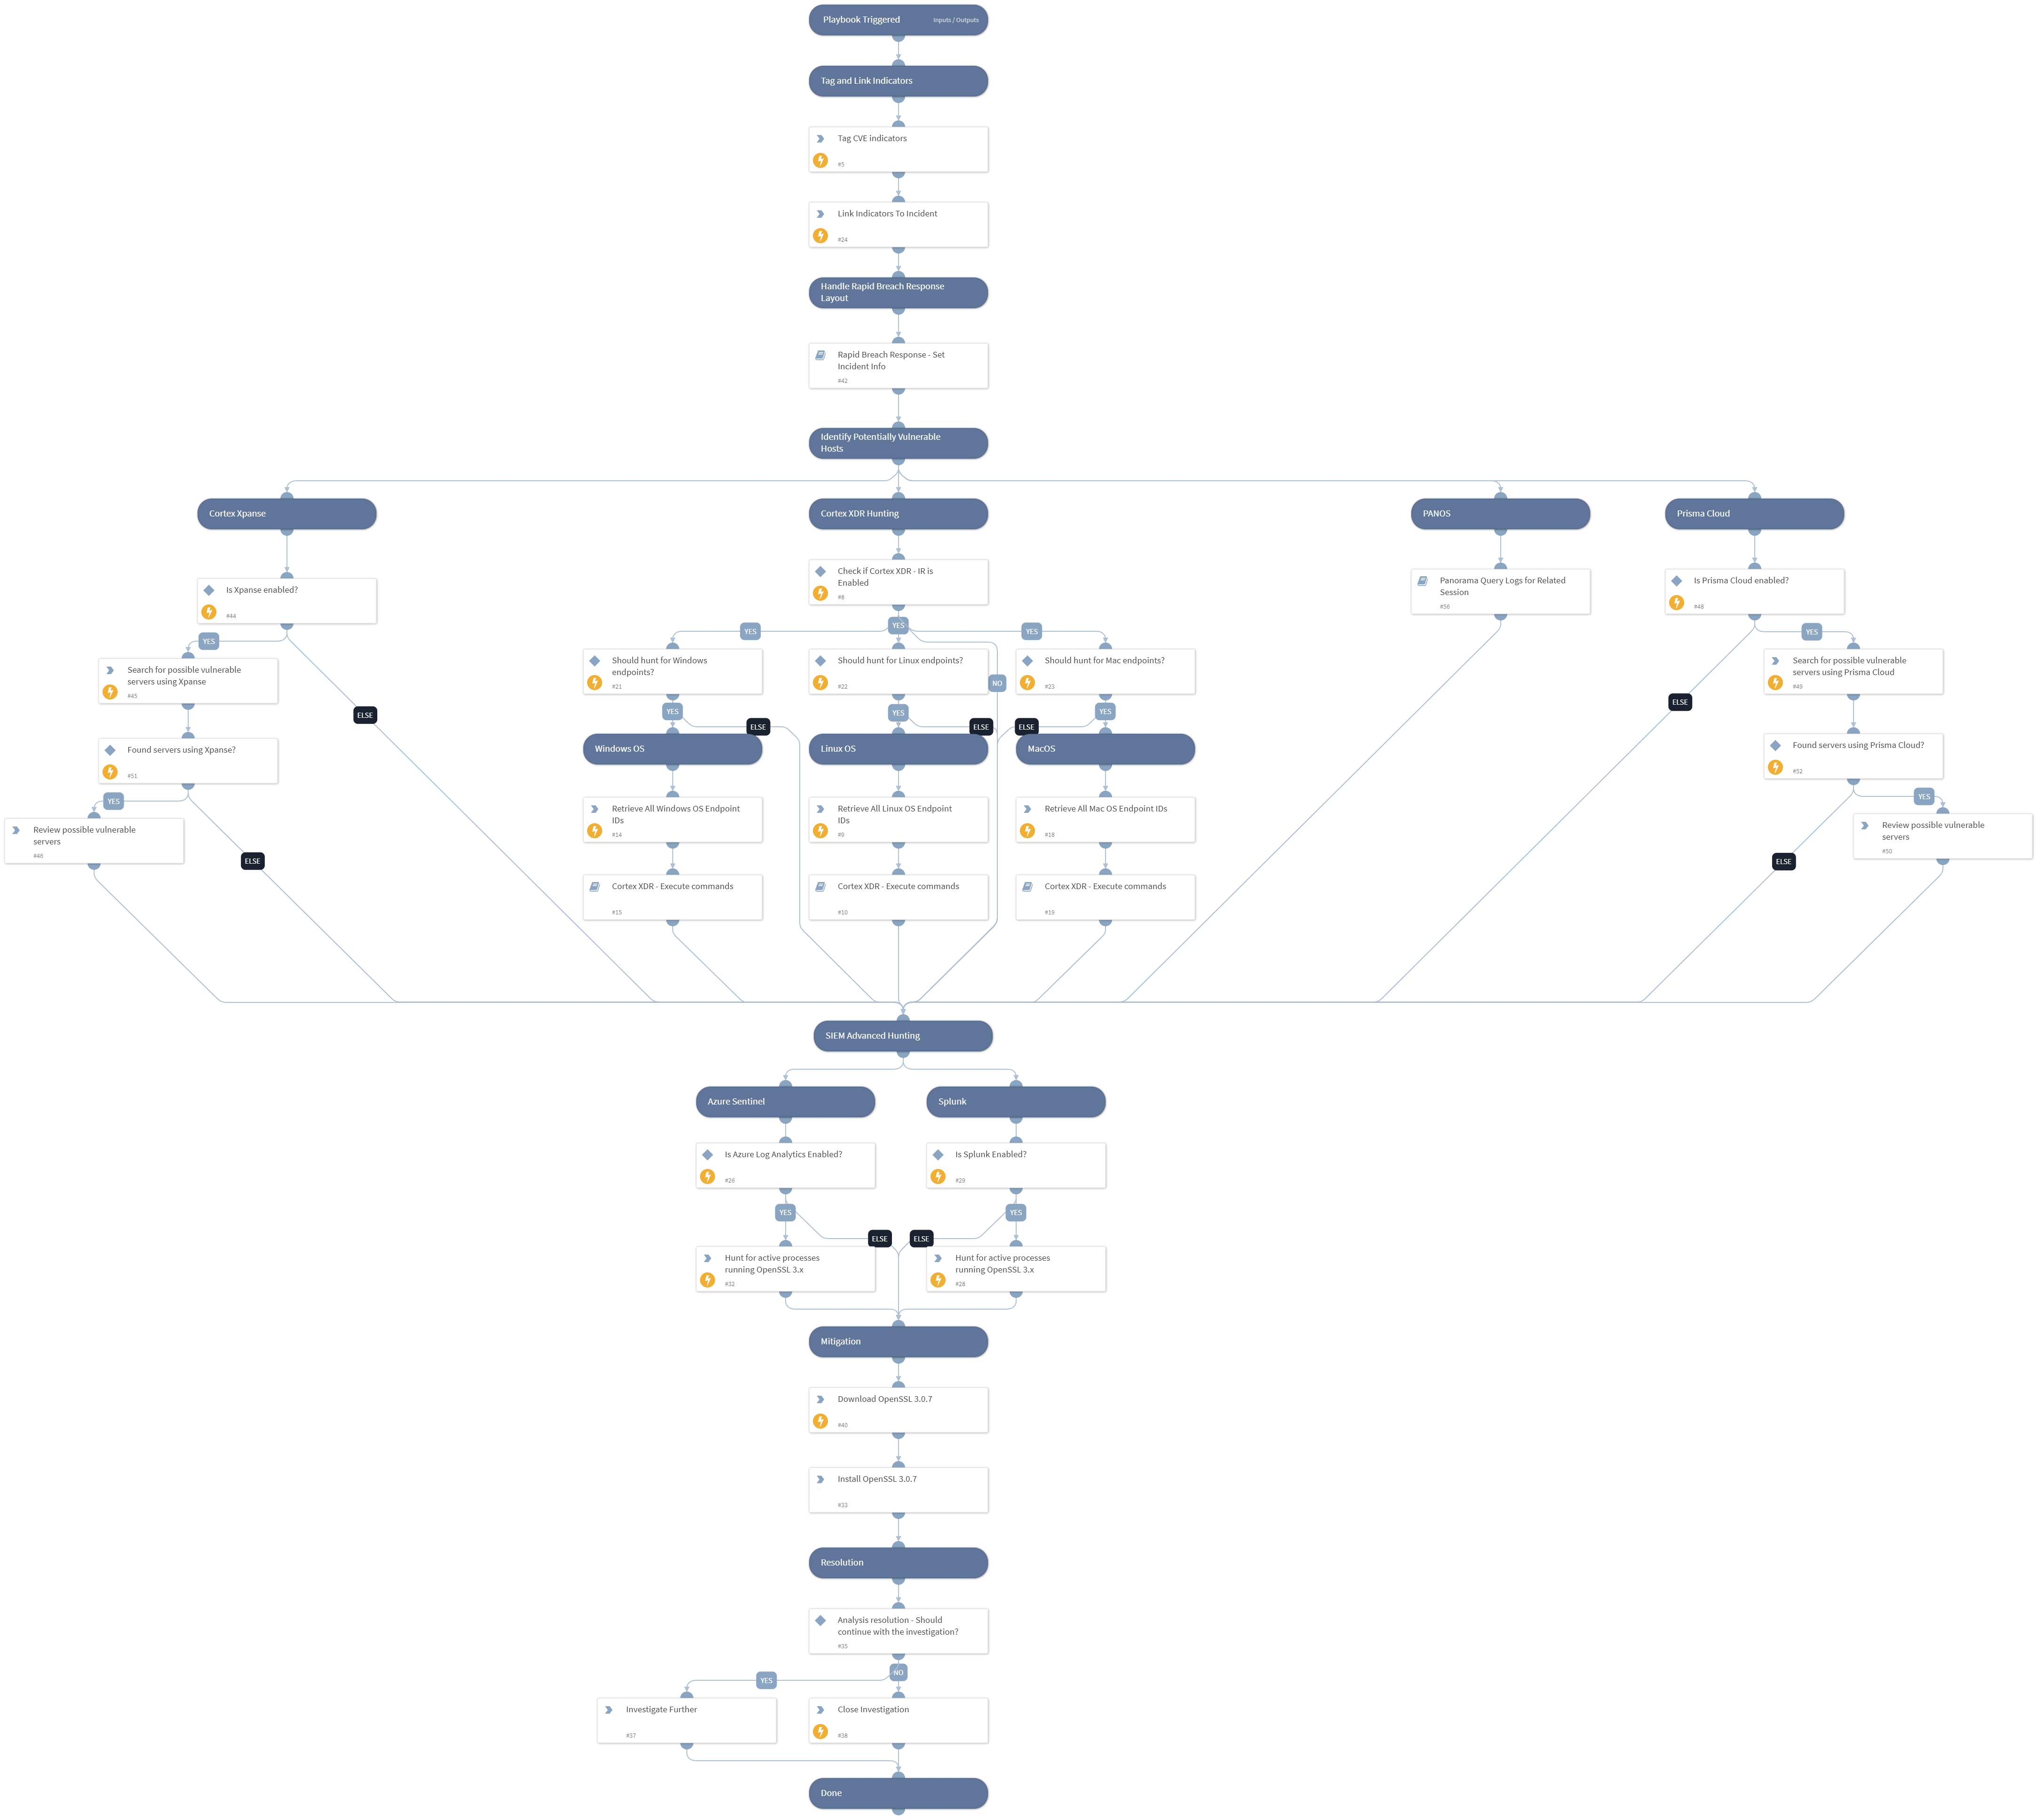 Playbook Triggered
Inputs / Outputs
Tag and Link Indicators
Tag CVE indicators
#5
Link Indicators To Incident
#24
Handle Rapid Breach Response
Layout
Rapid Breach Response - Set
Incident Info
#42
Identify Potentially Vulnerable
Hosts
Cortex Xpanse
Cortex XDR Hunting
PANOS
Prisma Cloud
Is Xpanse enabled?
#44
Check if Cortex XDR - IR is
Enabled
#8
Panorama Query Logs for Related
Session
#56
Is Prisma Cloud enabled?
#48
YES
YES
YES
YES
YES
Search for possible vulnerable
servers using Xpanse
#45
Should hunt for Windows
endpoints?
#21
Should hunt for Linux endpoints?
#22
NO
Should hunt for Mac endpoints?
#23
Search for possible vulnerable
servers using Prisma Cloud
#49
ELSE
YES
ELSE
YES
ELSE
ELSE
YES
ELSE
Found servers using Xpanse?
#51
Windows OS
Linux OS
MacOS
Found servers using Prisma Cloud?
#52
YES
YES
Review possible vulnerable
servers
#46
Retrieve All Windows OS Endpoint
IDs
#14
Retrieve All Linux OS Endpoint
IDs
#9
Retrieve All Mac OS Endpoint IDs
#18
Review possible vulnerable
servers
#50
ELSE
ELSE
Cortex XDR - Execute commands
#15
Cortex XDR - Execute commands
#10
Cortex XDR - Execute commands
#19
SIEM Advanced Hunting
Azure Sentinel
Splunk
Is Azure Log Analytics Enabled?
#26
Is Splunk Enabled?
#29
YES
YES
ELSE
ELSE
Hunt for active processes
running OpenSSL 3.x
#32
Hunt for active processes
running OpenSSL 3.x
#28
Mitigation
Download OpenSSL 3.0.7
#40
Install OpenSSL 3.0.7
#33
Resolution
Analysis resolution - Should
continue with the investigation?
#35
YES
NO
Investigate Further
#37
Close Investigation
#38
Done